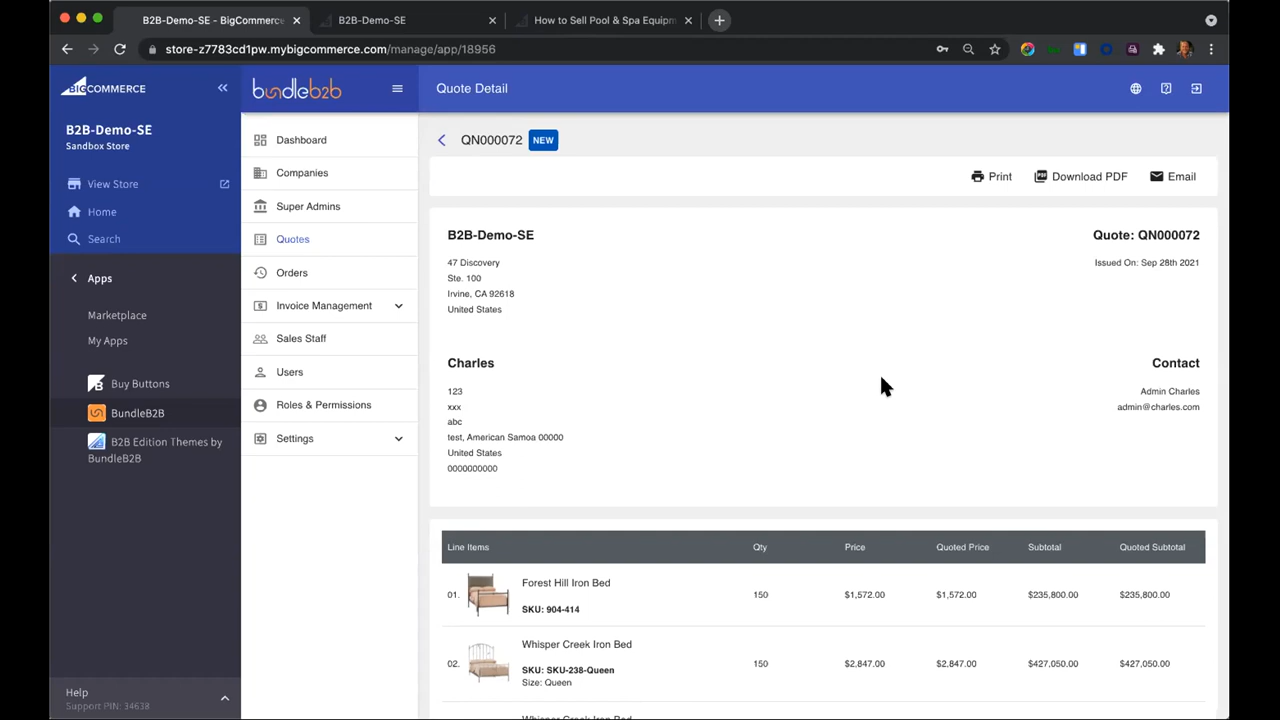 B2B-Demo-SE - BigCommerce
B2B-Demo-SE
How to Sell Pool & Spa Equipm
store-z7783cd1pw.mybigcommerce.com/manage/app/18956
BIGCOMMERCE
B2B-Demo-SE
Sandbox Store
View Store
Home
Search
Apps
Marketplace
My Apps
Buy Buttons
BundleB2B
B2B Edition Themes by
BundleB2B
Help
Support PIN: 34638
bundleb2b
Dashboard
Companies
Super Admins
Quotes
Orders
Invoice Management
Sales Staff
Users
Roles & Permissions
Settings
Quote Detail
QN000072 NEW
Print Download PDF Email
B2B-Demo-SE
47 Discovery
Ste. 100
Irvine, CA 92618
United States
Quote: QN000072
Issued On: Sep 28th 2021
Charles
123
xxx
abc
test, American Samoa 00000
United States
0000000000
Contact
Admin Charles
admin@charles.com
Line Items Qty Price Quoted Price Subtotal Quoted Subtotal
01. Forest Hill Iron Bed 150 $1,572.00 $1,572.00 $235,800.00 $235,800.00
SKU: 904-414
02. Whisper Creek Iron Bed 150 $2,847.00 $2,847.00 $427,050.00 $427,050.00
SKU: SKU-238-Queen
Size: Queen
Whisper Creek Iron Bed